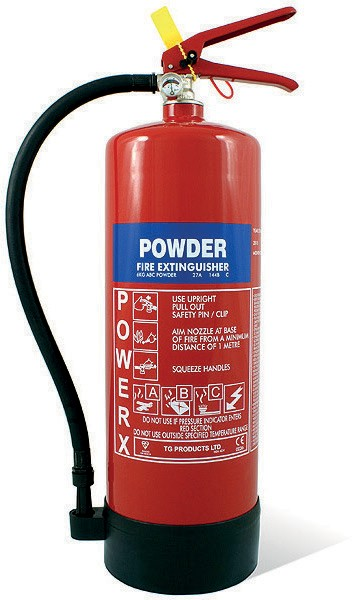 POWDER
FIRE EXTINGUISHER
6KG ABC POWDER 27A 144B C
POWERX
USE UPRIGHT
PULL OUT
SAFETY PIN / CLIP
AIM NOZZLE AT BASE
OF FIRE FROM A MINIMUM
DISTANCE OF 1 METRE
SQUEEZE HANDLES
A B C
DO NOT USE IF PRESSURE INDICATOR ENTERS
RED SECTION
DO NOT USE OUTSIDE SPECIFIED TEMPERATURE RANGE
TG PRODUCTS LTD
CE